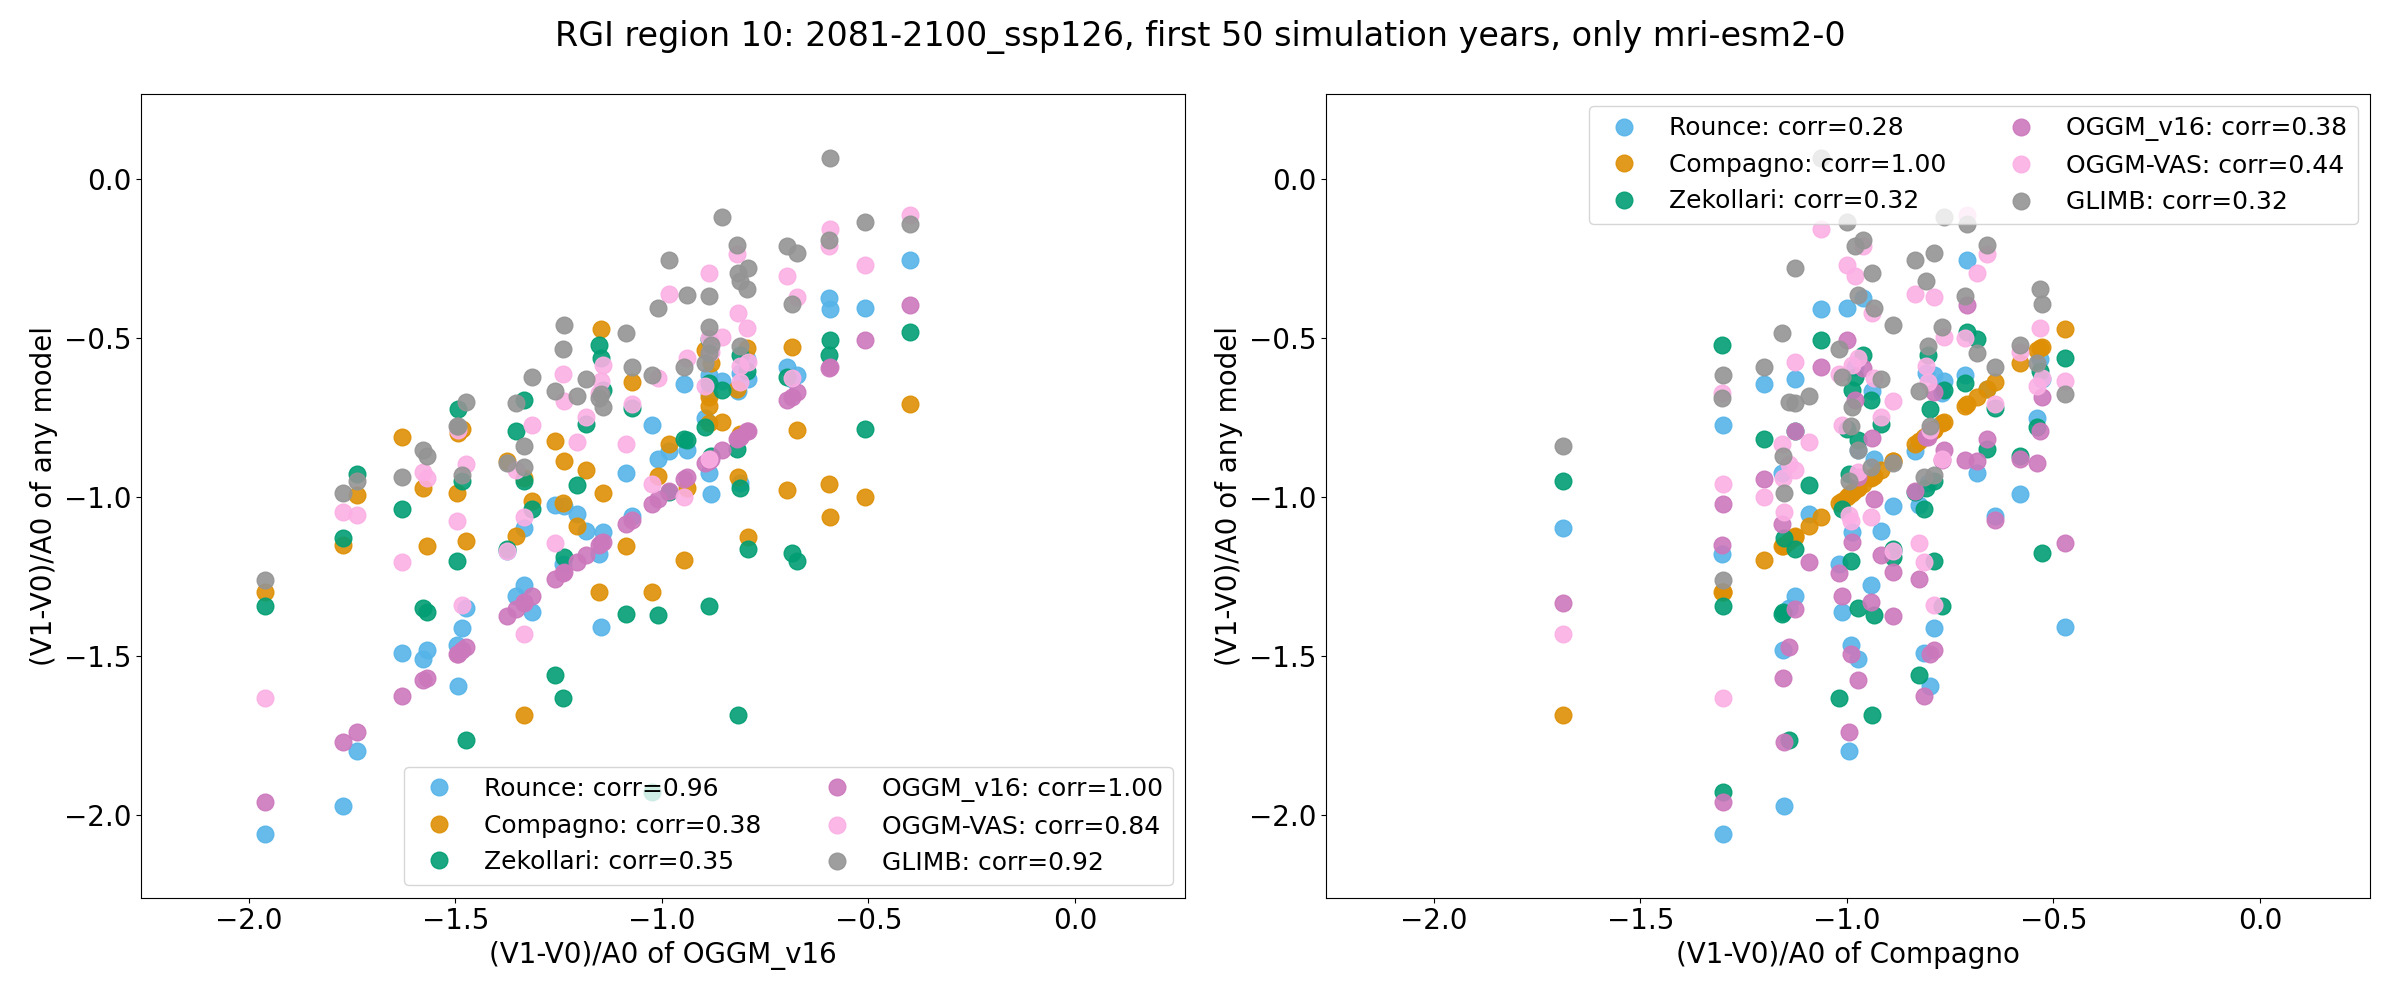 RGI region 10: 2081-2100_ssp126, first 50 simulation years, only mri-esm2-0
(V1-V0)/A0 of any model
0.0
−0.5
−1.0
−1.5
−2.0
Rounce: corr=0.96
Compagno: corr=0.38
Zekollari: corr=0.35
OGGM_v16: corr=1.00
OGGM-VAS: corr=0.84
GLIMB: corr=0.92
−2.0 −1.5 −1.0 −0.5 0.0
(V1-V0)/A0 of OGGM_v16
(V1-V0)/A0 of any model
0.0
−0.5
−1.0
−1.5
−2.0
Rounce: corr=0.28
Compagno: corr=1.00
Zekollari: corr=0.32
OGGM_v16: corr=0.38
OGGM-VAS: corr=0.44
GLIMB: corr=0.32
−2.0 −1.5 −1.0 −0.5 0.0
(V1-V0)/A0 of Compagno